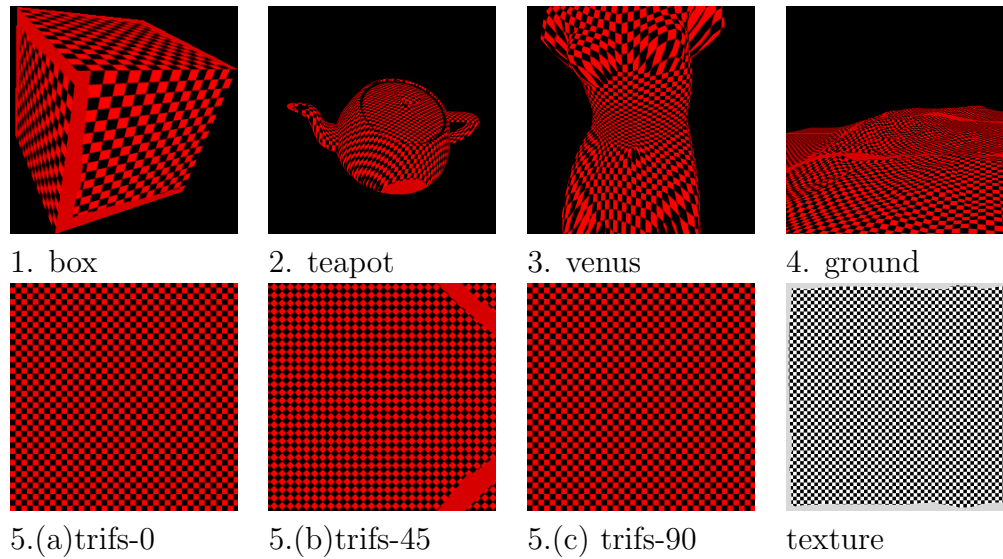 1. box
2. teapot
3. venus
4. ground
5.(a)trifs-0
5.(b)trifs-45
5.(c) trifs-90
texture